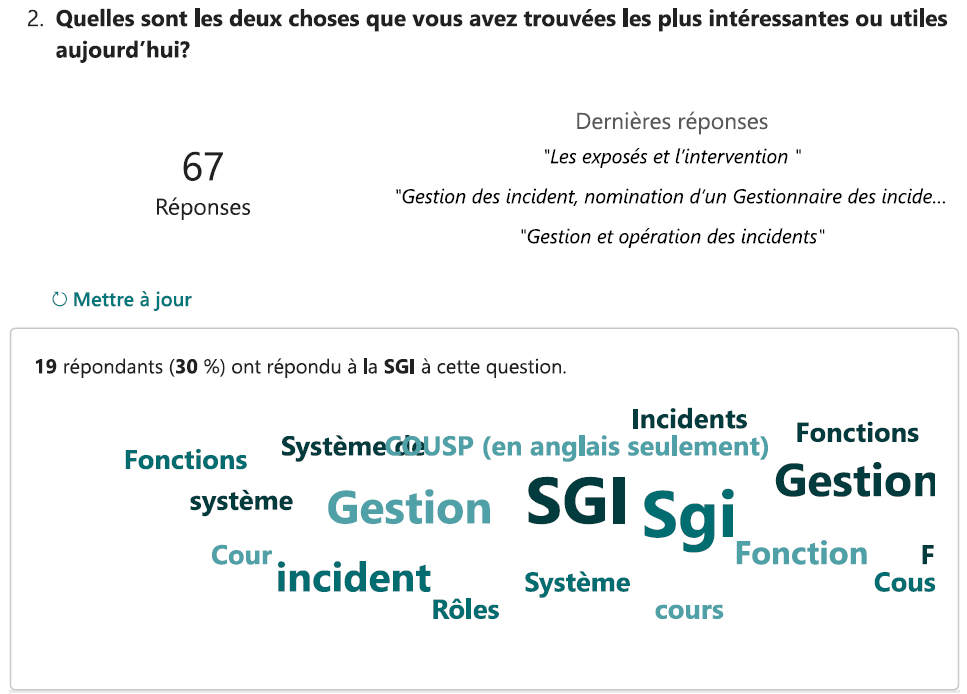 2. Quelles sont les deux choses que vous avez trouvées les plus intéressantes ou utiles
aujourd'hui?
67
Réponses
Dernières réponses
"Les exposés et l'intervention "
"Gestion des incident, nomination d'un Gestionnaire des incide...
"Gestion et opération des incidents"
Mettre à jour
19 répondants (30 %) ont répondu à la SGI à cette question.
Incidents
Fonctions
Système de
COUSP (en anglais seulement)
Fonctions
Gestion
système
Gestion
SGI
Sgi
Cour
Fonction
F
incident
Système
Cous
Rôles
cours